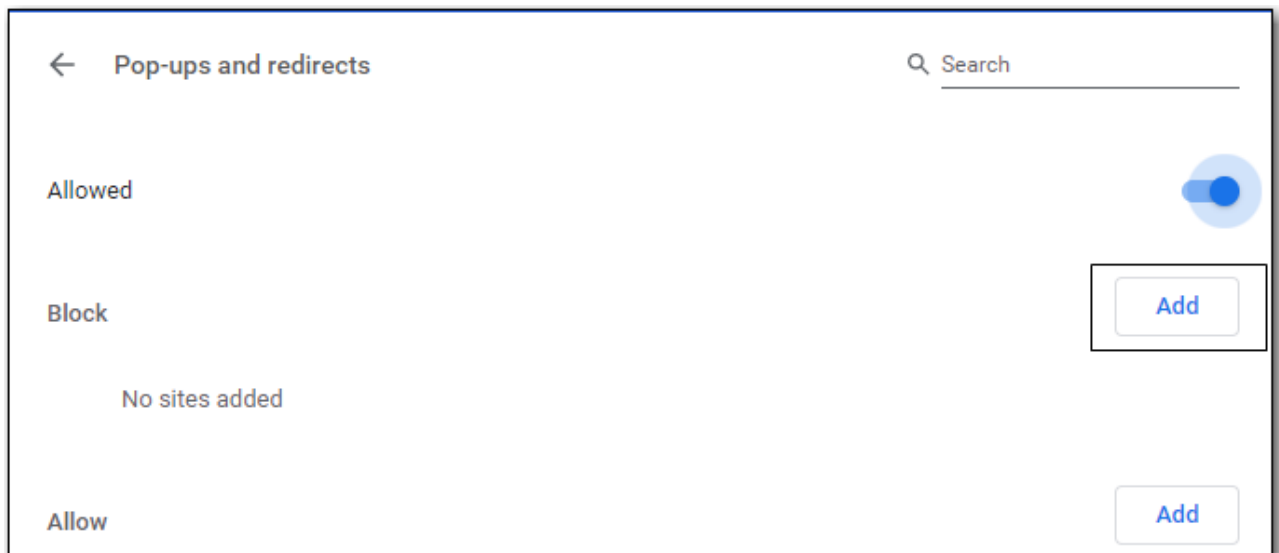 Pop-ups and redirects
Search
Allowed
Block
Add
No sites added
Allow
Add